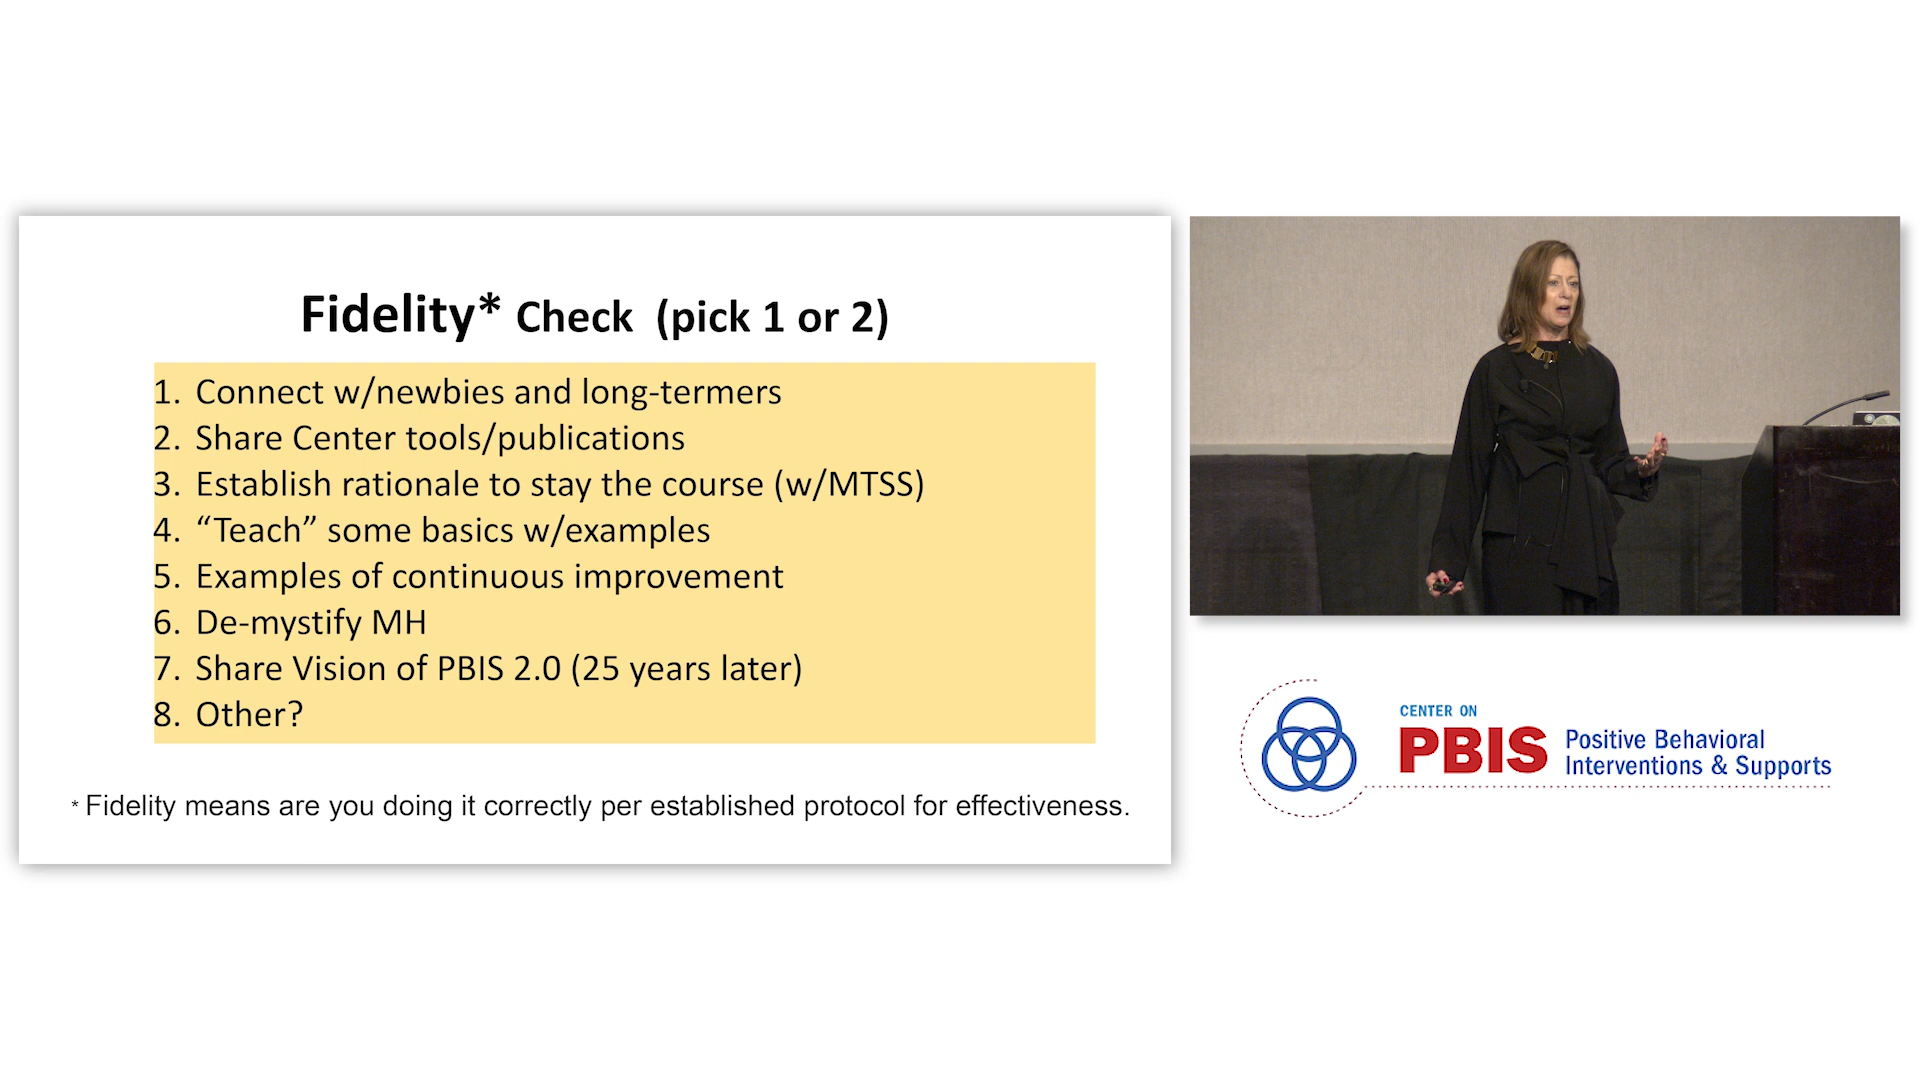 Fidelity* Check (pick 1 or 2)
1. Connect w/newbies and long-termers
2. Share Center tools/publications
3. Establish rationale to stay the course (w/MTSS)
4. “Teach” some basics w/examples
5. Examples of continuous improvement
6. De-mystify MH
7. Share Vision of PBIS 2.0 (25 years later)
8. Other?
* Fidelity means are you doing it correctly per established protocol for effectiveness.
CENTER ON
PBIS
Positive Behavioral
Interventions & Supports